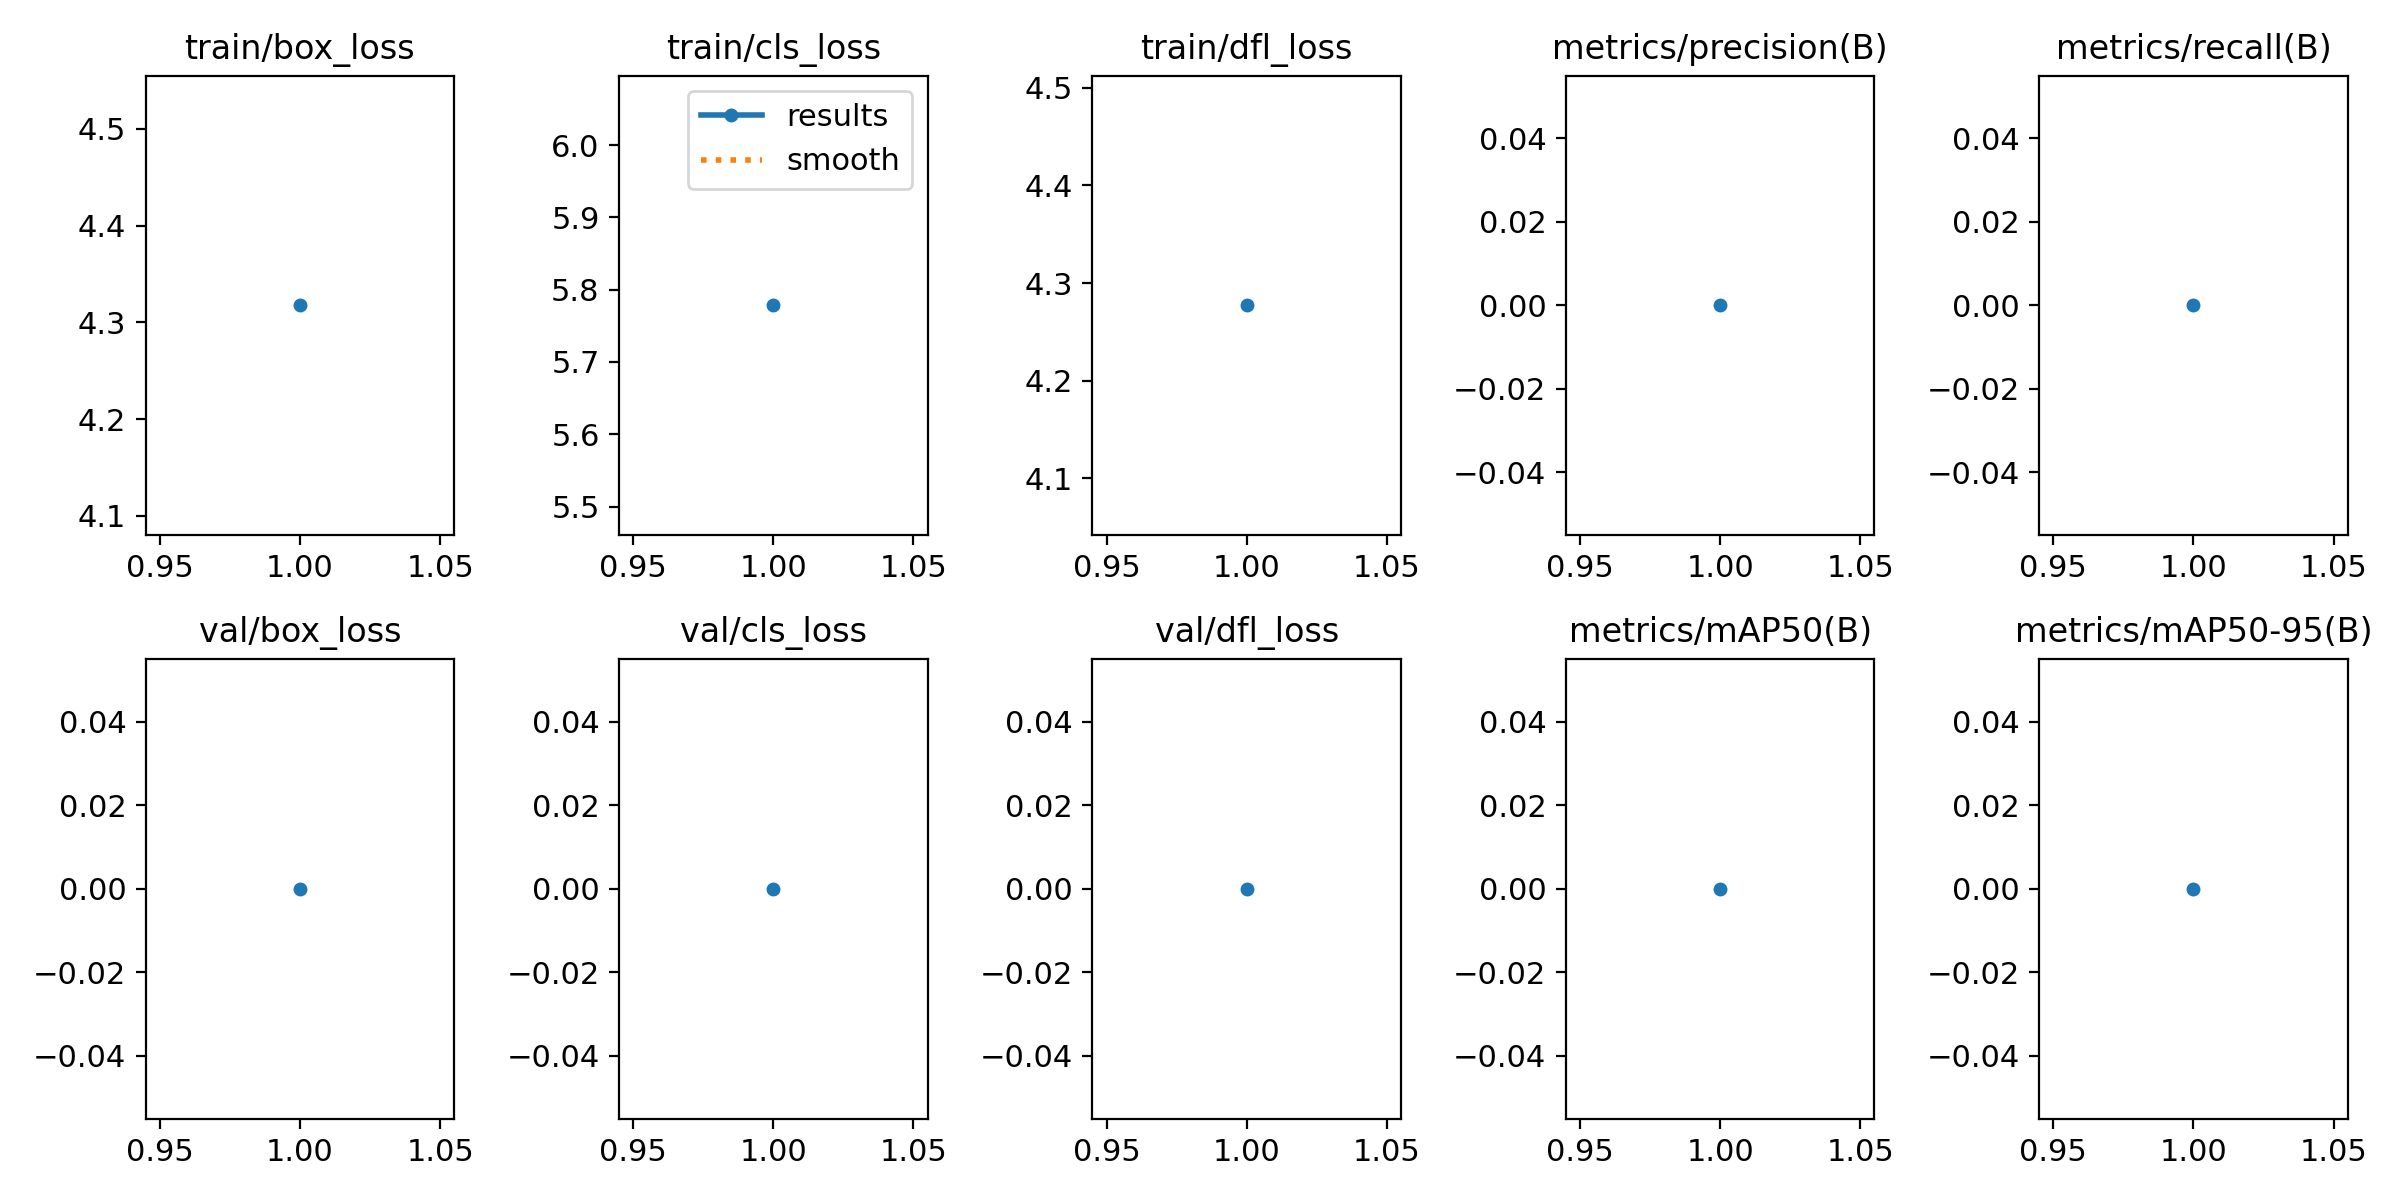 train/box_loss
4.5
4.4
4.3
4.2
4.1
0.95 1.00 1.05
train/cls_loss
results
smooth
6.0
5.9
5.8
5.7
5.6
5.5
0.95 1.00 1.05
train/dfl_loss
4.5
4.4
4.3
4.2
4.1
0.95 1.00 1.05
metrics/precision(B)
0.04
0.02
0.00
−0.02
−0.04
0.95 1.00 1.05
metrics/recall(B)
0.04
0.02
0.00
−0.02
−0.04
0.95 1.00 1.05
val/box_loss
0.04
0.02
0.00
−0.02
−0.04
0.95 1.00 1.05
val/cls_loss
0.04
0.02
0.00
−0.02
−0.04
0.95 1.00 1.05
val/dfl_loss
0.04
0.02
0.00
−0.02
−0.04
0.95 1.00 1.05
metrics/mAP50(B)
0.04
0.02
0.00
−0.02
−0.04
0.95 1.00 1.05
metrics/mAP50-95(B)
0.04
0.02
0.00
−0.02
−0.04
0.95 1.00 1.05